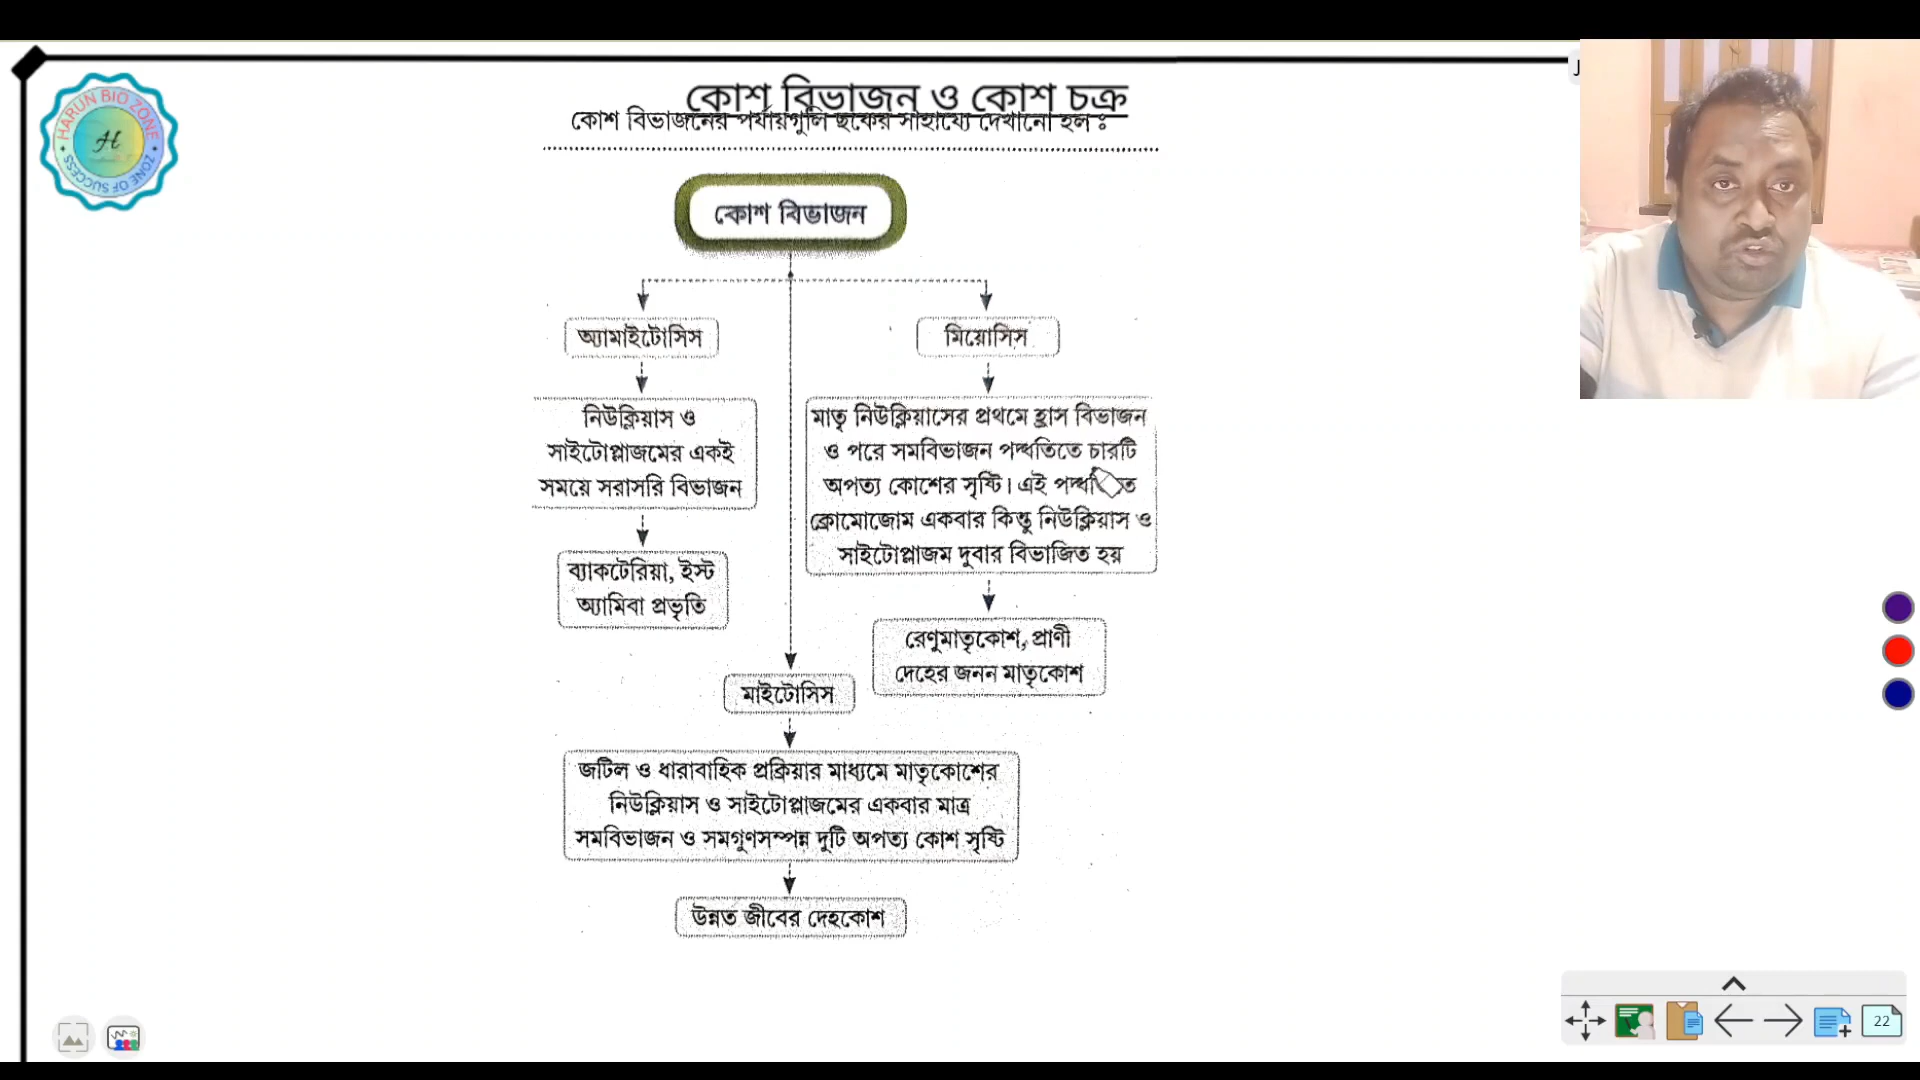 কোশ বিভাজন ও কোশ চক্র
কোশ বিভাজনের পর্যায়গুলি ছকের সাহায্যে দেখানো হল ঃ
HARUN BIO ZONE
H
ZONE OF SUCCESS
J
কোশ বিভাজন
অ্যামাইটোসিস
নিউক্লিয়াস ও
সাইটোপ্লাজমের একই
সময়ে সরাসরি বিভাজন
ব্যাকটেরিয়া, ইস্ট
অ্যামিবা প্রভৃতি
মিয়োসিস
মাতৃ নিউক্লিয়াসের প্রথমে হ্রাস বিভাজন
ও পরে সমবিভাজন পদ্ধতিতে চারটি
অপত্য কোশের সৃষ্টি। এই পদ্ধতিতে
ক্রোমোজোম একবার কিন্তু নিউক্লিয়াস ও
সাইটোপ্লাজম দুবার বিভাজিত হয়
রেণুমাতৃকোশ, প্রাণী
দেহের জনন মাতৃকোশ
মাইটোসিস
জটিল ও ধারাবাহিক প্রক্রিয়ার মাধ্যমে মাতৃকোশের
নিউক্লিয়াস ও সাইটোপ্লাজমের একবার মাত্র
সমবিভাজন ও সমগুণসম্পন্ন দুটি অপত্য কোশ সৃষ্টি
উন্নত জীবের দেহকোশ
22